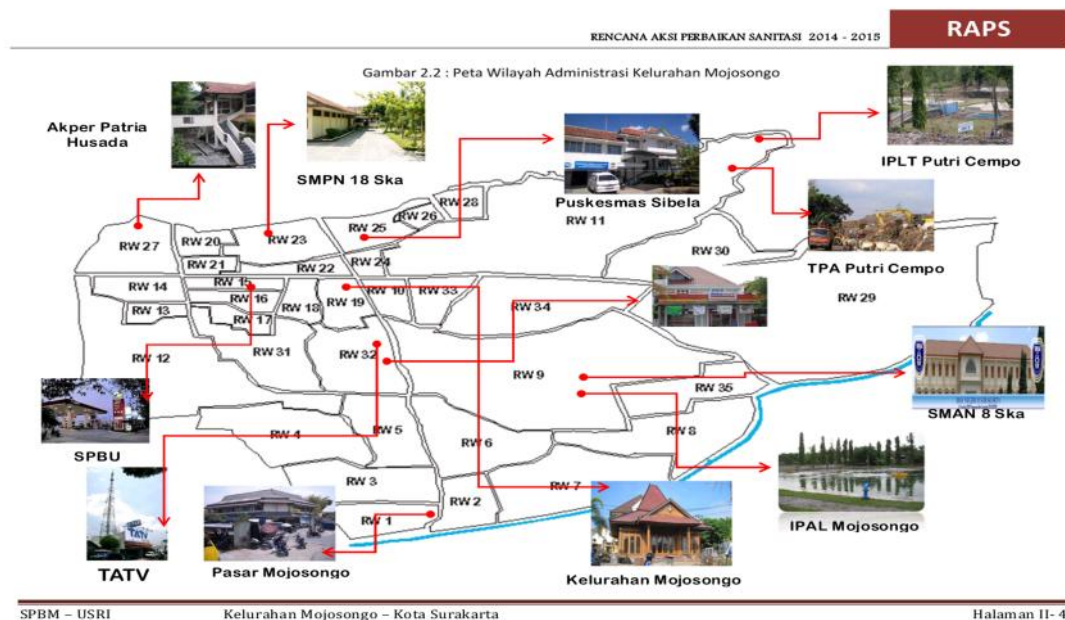 RENCANA AKSI PERBAIKAN SANITASI 2014 - 2015
RAPS
Gambar 2.2 : Peta Wilayah Administrasi Kelurahan Mojosongo
Akper Patria
Husada
SMPN 18 Ska
Puskesmas Sibela
IPLT Putri Cempo
TPA Putri Cempo
RW 28
RW 26
RW 25
RW 11
RW 27
RW 20
RW 23
RW 30
RW 21
RW 22
RW 24
RW 14
RW 15
RW 16
RW 18
RW 19
RW 10
RW 33
RW 34
RW 29
RW 13
RW 17
RW 12
RW 31
RW 32
RW 9
RW 35
SMAN 8 Ska
RW 4
RW 5
RW 6
RW 8
SPBU
RW 3
RW 2
RW 7
RW 1
IPAL Mojosongo
TATV
TATV
Pasar Mojosongo
Kelurahan Mojosongo
SPBM – USRI
Kelurahan Mojosongo – Kota Surakarta
Halaman II- 4